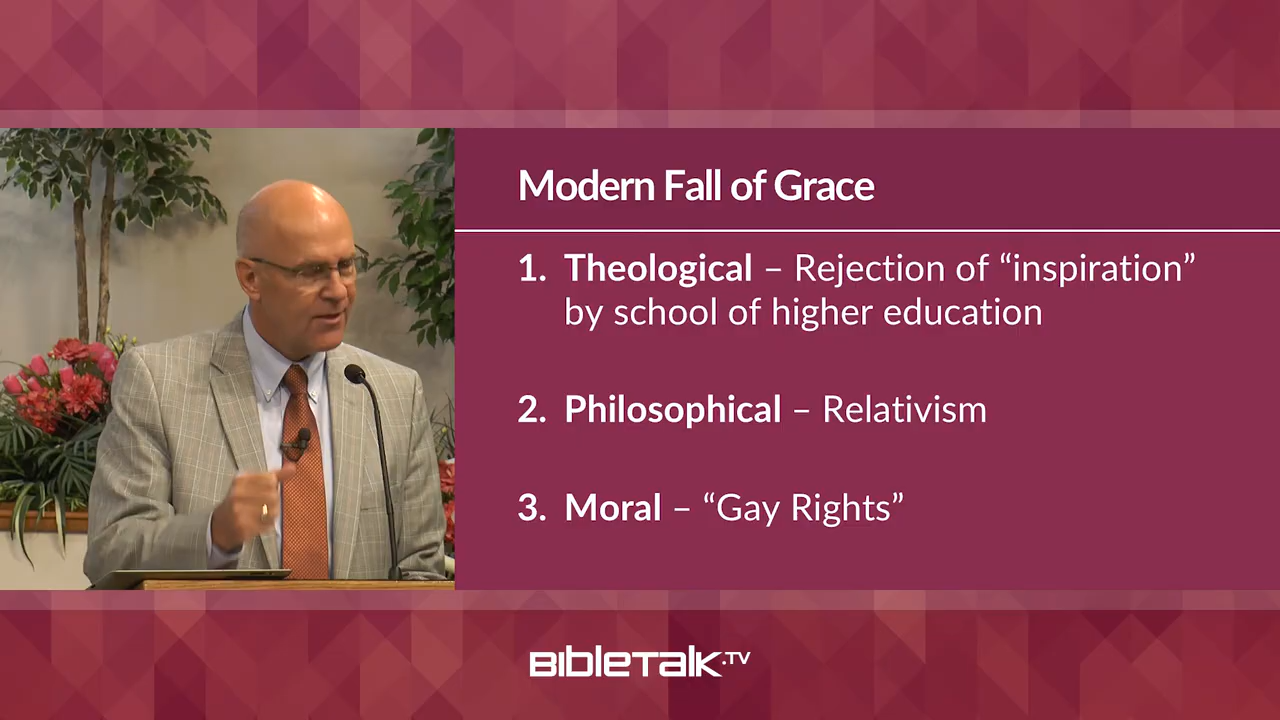 Modern Fall of Grace
1. Theological – Rejection of “inspiration”
by school of higher education
2. Philosophical – Relativism
3. Moral – “Gay Rights”
BIBLETALK.TV